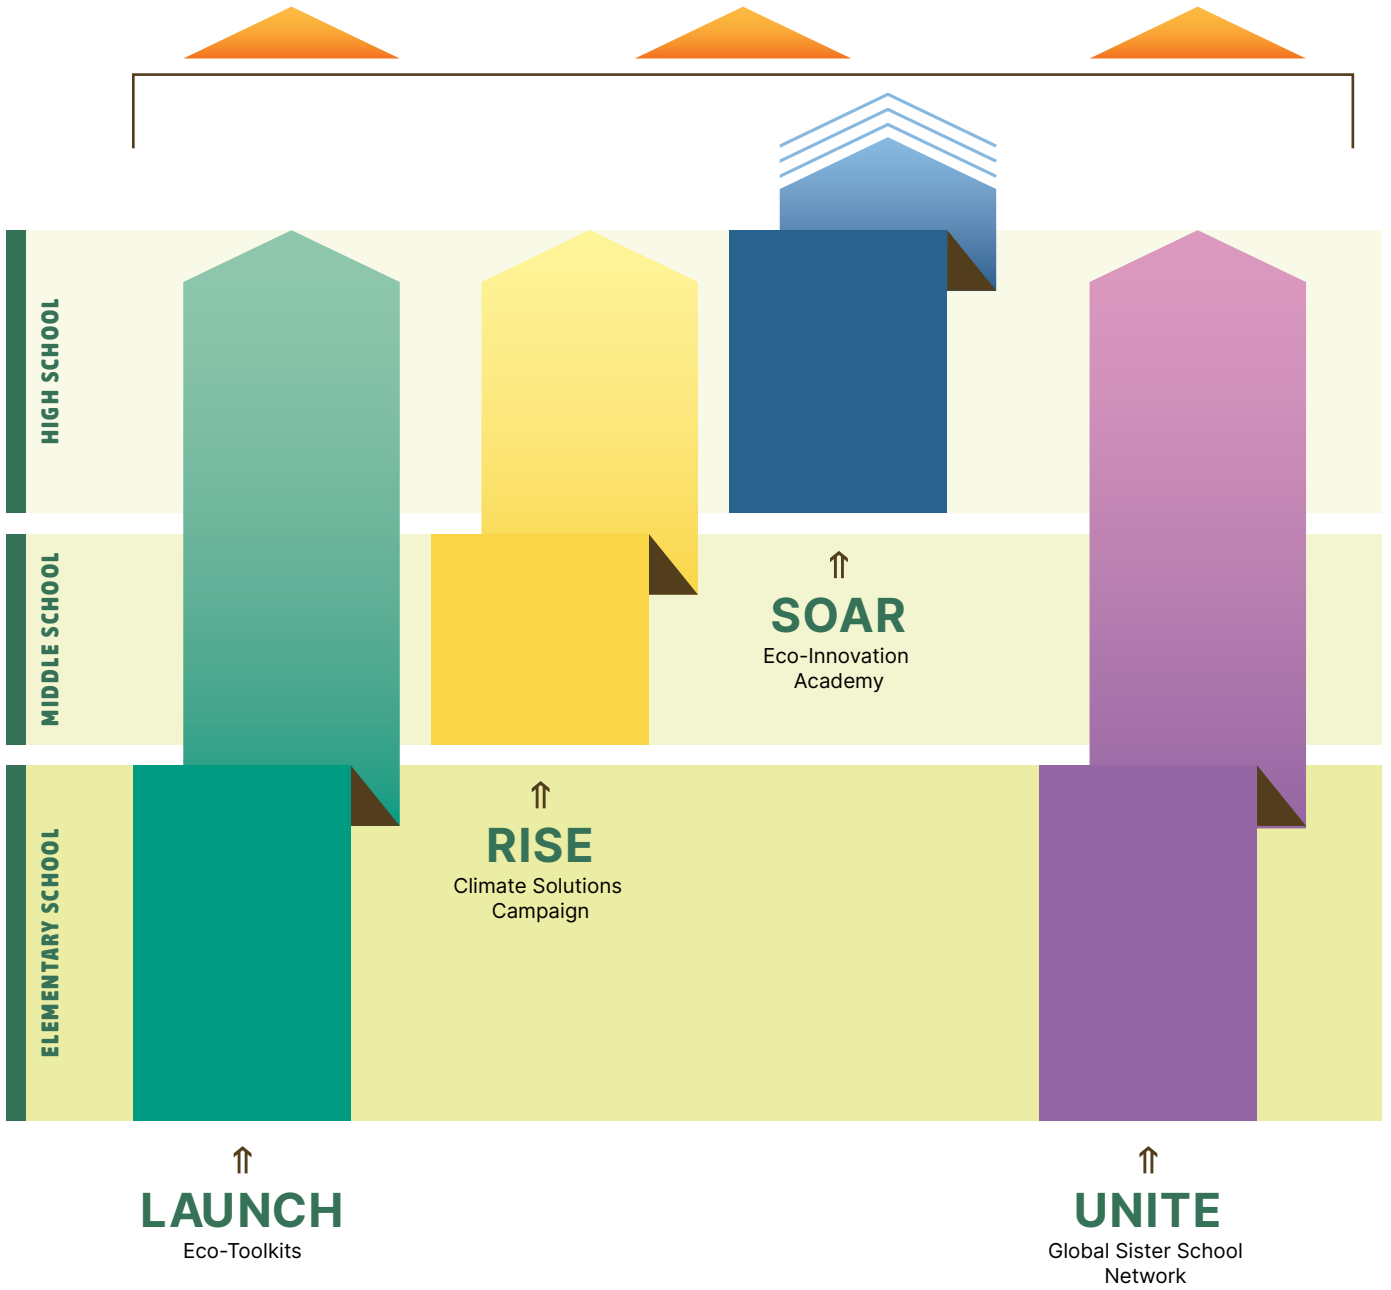 HIGH SCHOOL
MIDDLE SCHOOL
SOAR
Eco-Innovation
Academy
ELEMENTARY SCHOOL
RISE
Climate Solutions
Campaign
LAUNCH
Eco-Toolkits
UNITE
Global Sister School
Network